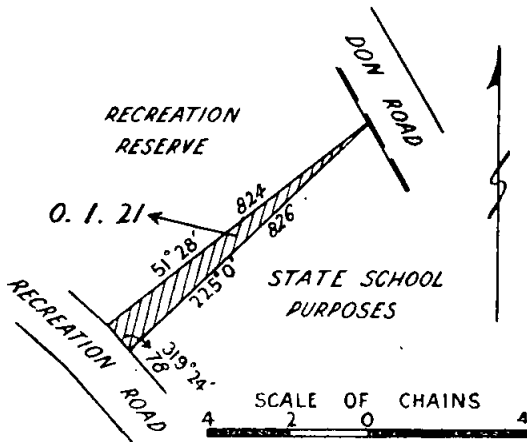 DON ROAD
RECREATION
RESERVE
0. 1. 21
824
826
51°28'
225°0'
STATE SCHOOL
PURPOSES
RECREATION ROAD
319°24'
78
SCALE OF CHAINS
4 2 0 4